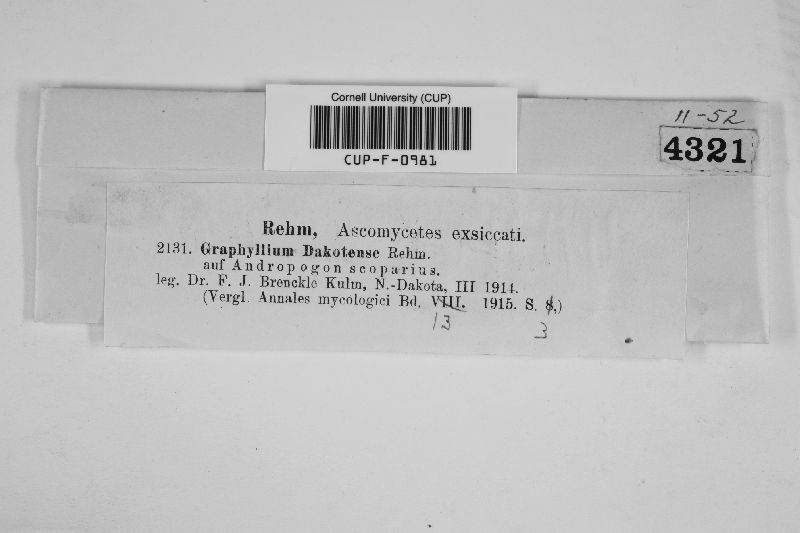 Cornell University (CUP)
CUP-F-0981
11-52
4321
Rehm, Ascomycetes exsiccati.
2131. Graphyllium Dakotense Rehm.
auf Andropogon scoparius.
leg. Dr. F. J. Brenckle Kulm, N.-Dakota, III 1914.
(Vergl. Annales mycologici Bd. VIII. 1915. S. ,)
13 3